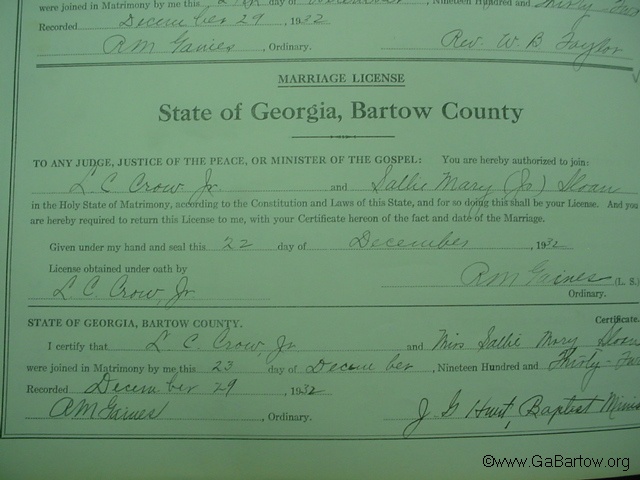 were joined in Matrimony by me this day of Nineteen Hundred and Thirty
Recorded December 29 , 1932
RM Gaines , Ordinary. Rev. W. B Taylor
MARRIAGE LICENSE
State of Georgia, Bartow County
TO ANY JUDGE, JUSTICE OF THE PEACE, OR MINISTER OF THE GOSPEL: You are hereby authorized to join:
L C Crow, Jr and Sallie Mary (Jo) Sloan
in the Holy State of Matrimony, according to the Constitution and Laws of this State, and for so doing this shall be your License. And you
are hereby required to return this License to me, with your Certificate hereon of the fact and date of the Marriage.
Given under my hand and seal this 22 day of December , 1932
License obtained under oath by
L. C. Crow, Jr RM Gaines (L. S.)
Ordinary.
STATE OF GEORGIA, BARTOW COUNTY. Certificate.
I certify that L C. Crow, Jr and Miss Sallie Mary Sloan
were joined in Matrimony by me this 23 day of December , Nineteen Hundred and Thirty-
Recorded December 29 , 1932
RM Gaines , Ordinary. J. G Hunt, Baptist Minis
©www.GaBartow.org